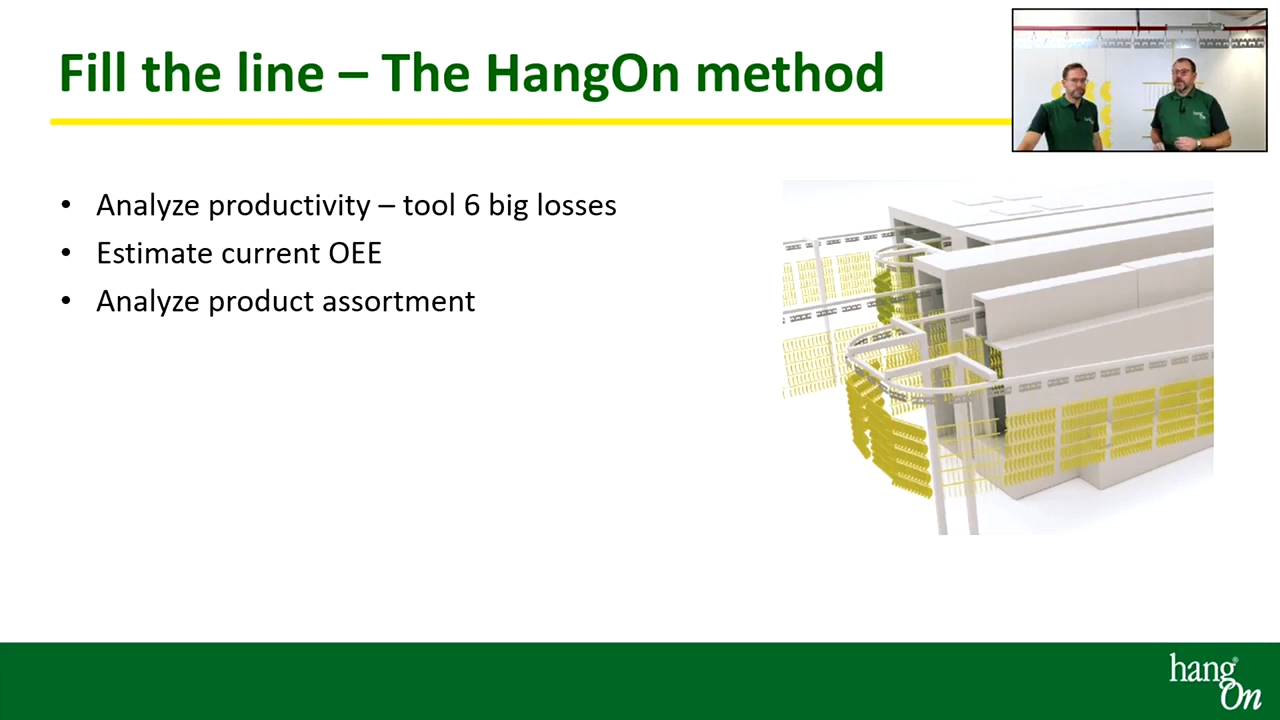 Fill the line – The HangOn method
• Analyze productivity – tool 6 big losses
• Estimate current OEE
• Analyze product assortment
hang
On